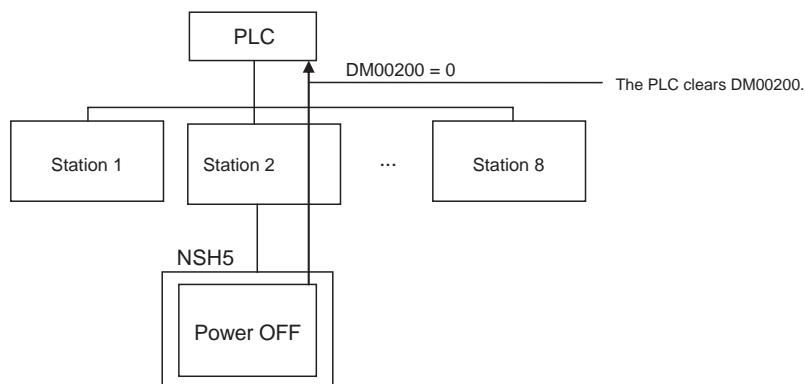 PLC
DM00200 = 0
The PLC clears DM00200.
Station 1
Station 2
...
Station 8
NSH5
Power OFF